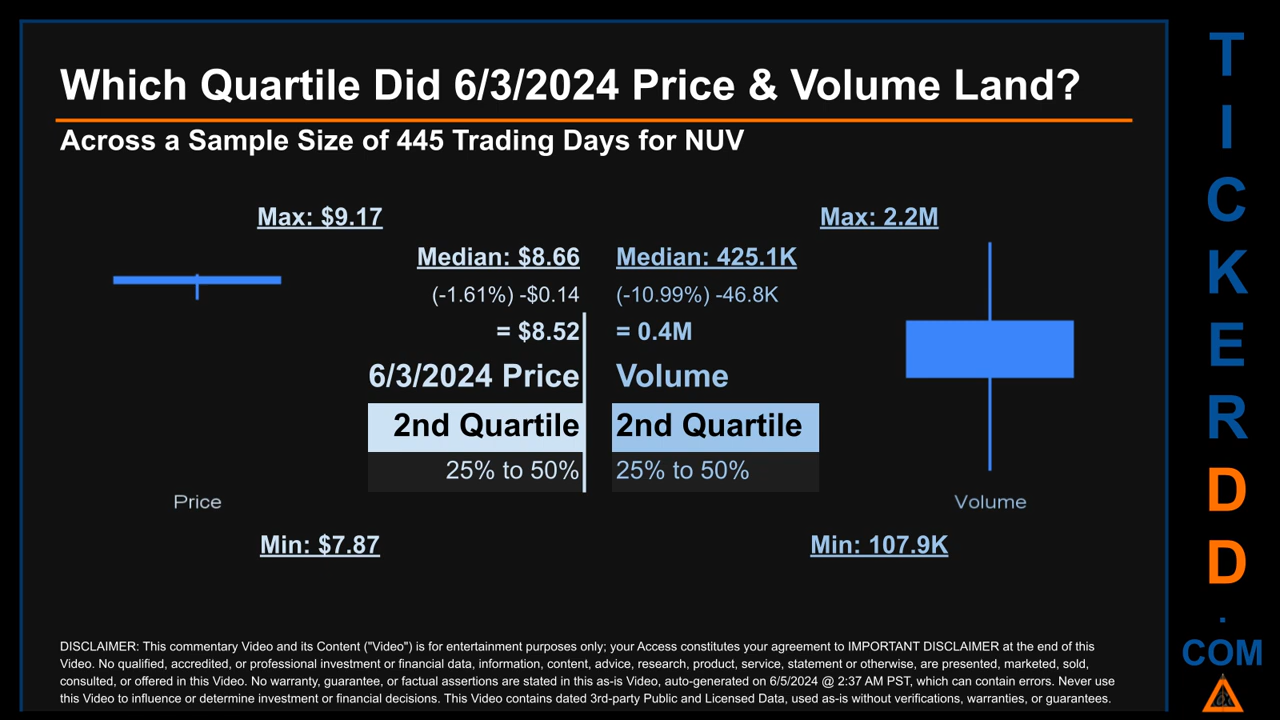 Which Quartile Did 6/3/2024 Price & Volume Land?
Across a Sample Size of 445 Trading Days for NUV
Max: $9.17
Median: $8.66
(-1.61%) -$0.14
= $8.52
6/3/2024 Price
2nd Quartile
25% to 50%
Price
Min: $7.87
Max: 2.2M
Median: 425.1K
(-10.99%) -46.8K
= 0.4M
Volume
2nd Quartile
25% to 50%
Volume
Min: 107.9K
DISCLAIMER: This commentary Video and its Content ("Video") is for entertainment purposes only; your Access constitutes your agreement to IMPORTANT DISCLAIMER at the end of this
Video. No qualified, accredited, or professional investment or financial data, information, content, advice, research, product, service, statement or otherwise, are presented, marketed, sold,
consulted, or offered in this Video. No warranty, guarantee, or factual assertions are stated in this as-is Video, auto-generated on 6/5/2024 @ 2:37 AM PST, which can contain errors. Never use
this Video to influence or determine investment or financial decisions. This Video contains dated 3rd-party Public and Licensed Data, used as-is without verifications, warranties, or guarantees.
T
I
C
K
E
R
D
D
.
COM